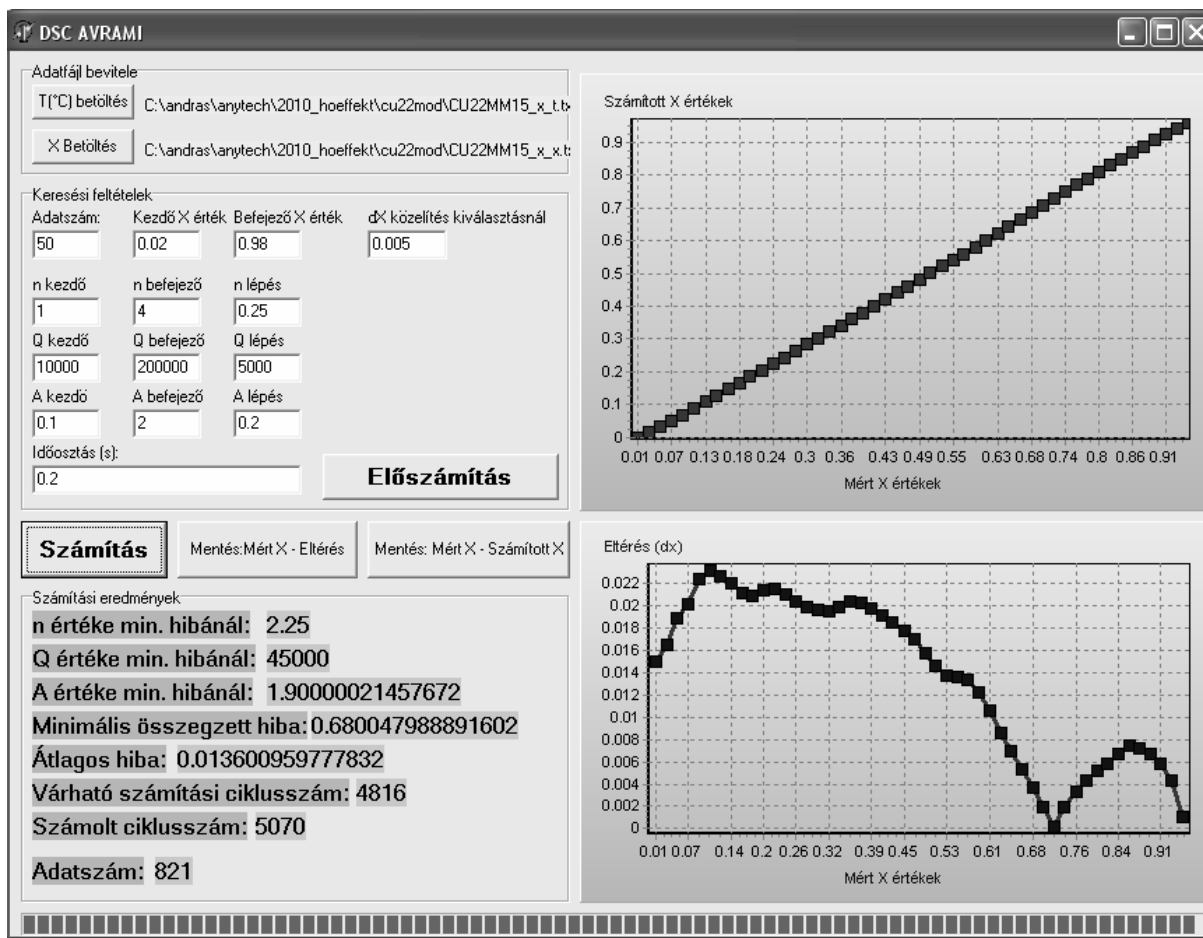 DSC AVRAMI
Adatfájl bevitele
T(°C) betöltés C:\andras\anytech\2010_hoeffekt\cu22mod\CU22MM15_x_t.tx
X Betöltés C:\andras\anytech\2010_hoeffekt\cu22mod\CU22MM15_x_x.t
Keresési feltételek
Adatszám: Kezdő X érték Befejező X érték dX közelítés kiválasztásnál
50 0.02 0.98 0.005
n kezdő n befejező n lépés
1 4 0.25
Q kezdő Q befejező Q lépés
10000 200000 5000
A kezdő A befejező A lépés
0.1 2 0.2
Időosztás (s):
0.2
Előszámítás
Számítás Mentés:Mért X - Eltérés Mentés: Mért X - Számított X
Számítási eredmények
n értéke min. hibánál: 2.25
Q értéke min. hibánál: 45000
A értéke min. hibánál: 1.90000021457672
Minimális összegzett hiba: 0.680047988891602
Átlagos hiba: 0.013600959777832
Várható számítási ciklusszám: 4816
Számolt ciklusszám: 5070
Adatszám: 821
Számított X értékek
0.9
0.8
0.7
0.6
0.5
0.4
0.3
0.2
0.1
0
0.01 0.07 0.13 0.18 0.24 0.3 0.36 0.43 0.49 0.55 0.63 0.68 0.74 0.8 0.86 0.91
Mért X értékek
Eltérés (dx)
0.022
0.02
0.018
0.016
0.014
0.012
0.01
0.008
0.006
0.004
0.002
0
0.01 0.07 0.14 0.2 0.26 0.32 0.39 0.45 0.53 0.61 0.68 0.76 0.84 0.91
Mért X értékek